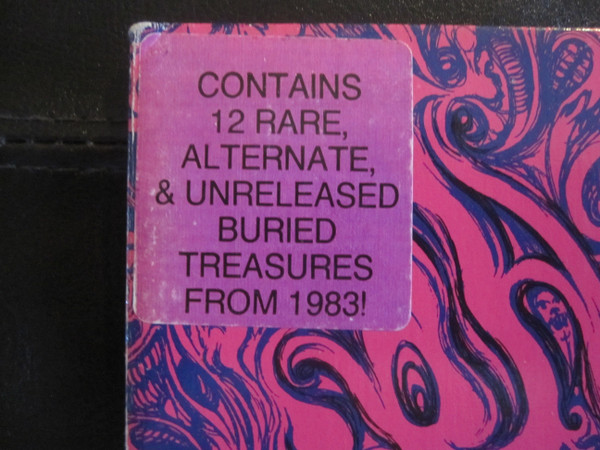 CONTAINS
12 RARE,
ALTERNATE,
& UNRELEASED
BURIED
TREASURES
FROM 1983!